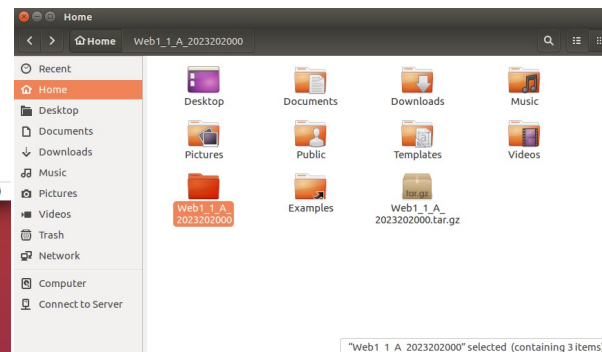 Home
Home Web1_1_A_2023202000
Recent
Home
Desktop
Documents
Downloads
Music
Pictures
Videos
Trash
Network
Computer
Connect to Server
Desktop Documents Downloads Music
Pictures Public Templates Videos
tar.gz
Web1_1_A_ Examples Web1_1_A_
2023202000 2023202000.tar.gz
"Web1_1_A_2023202000" selected (containing 3 items)